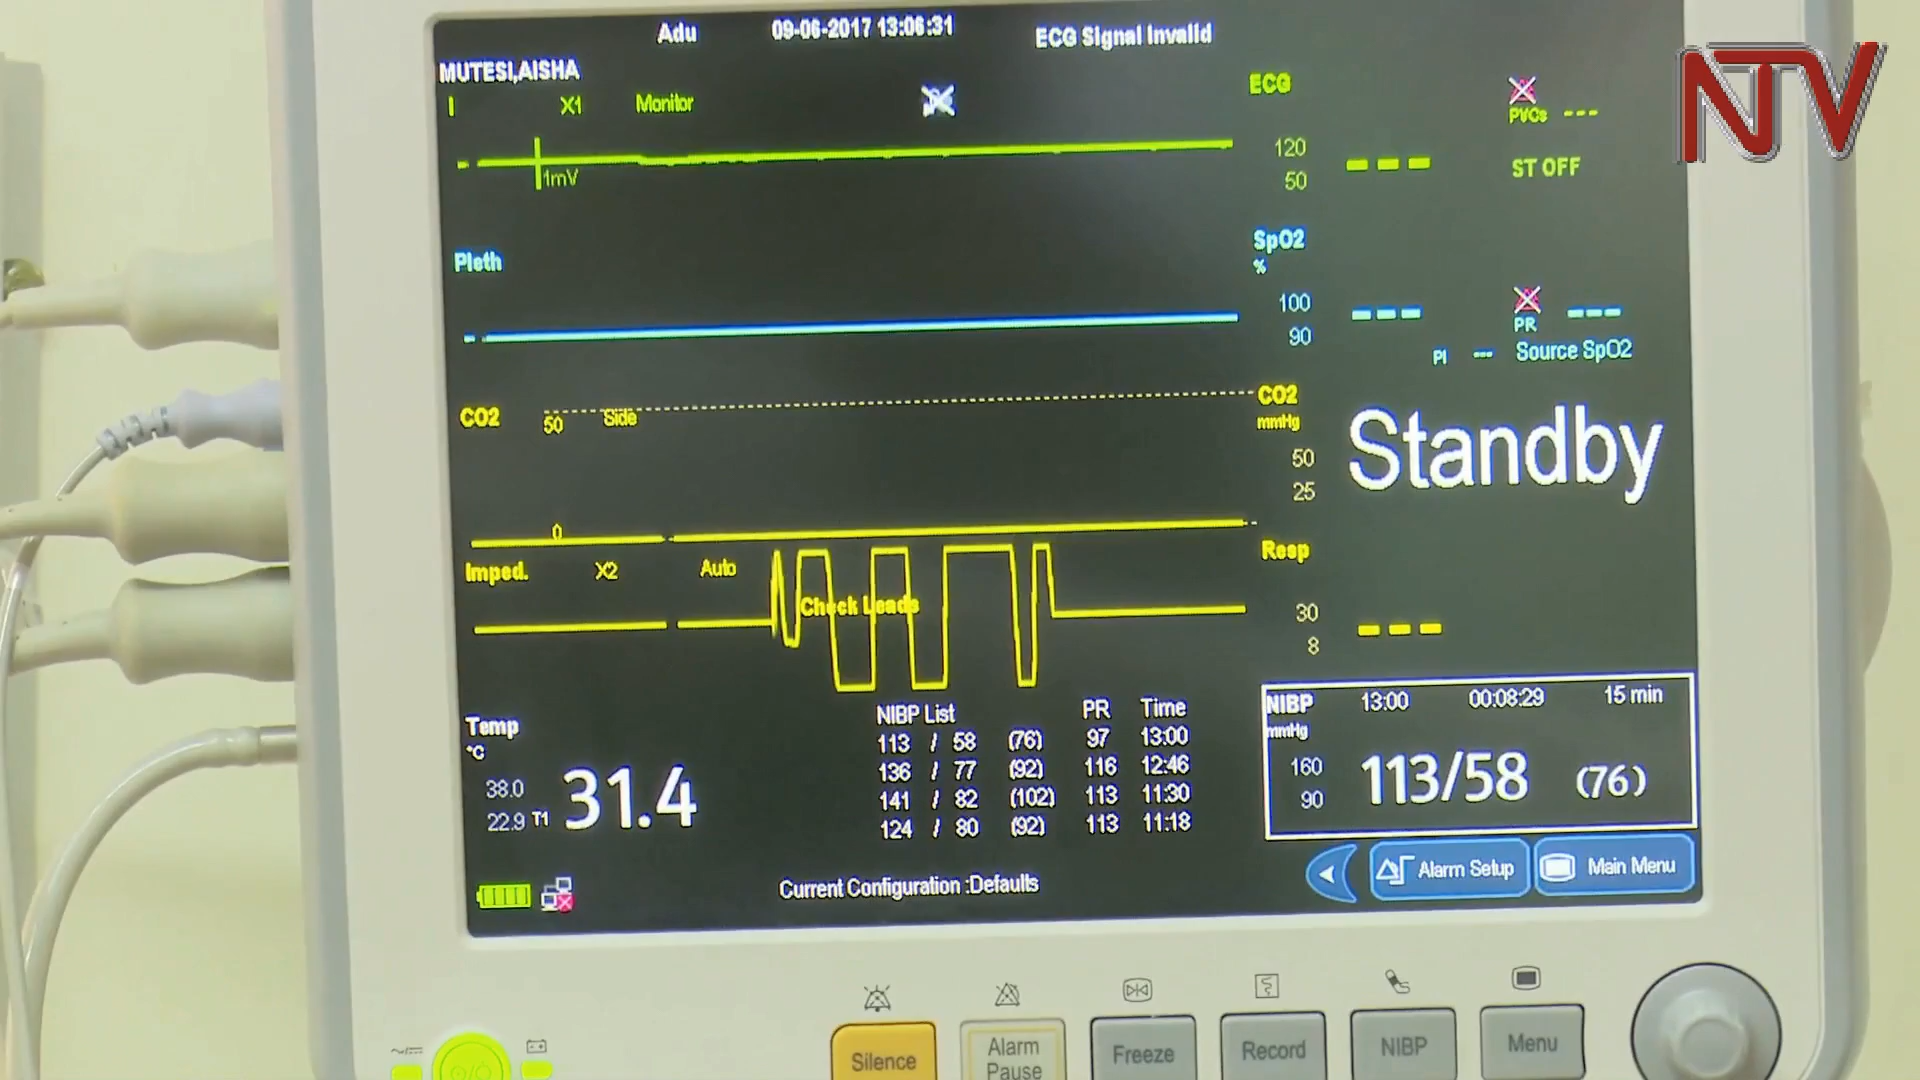 Adu 09-06-2017 13:06:31 ECG Signal Invalid
MUTESI,AISHA
I X1 Monitor
1mV
ECG
120
50
PVCs ---
ST OFF
NTV
Pleth
SpO2
%
100
90
PR ---
PI --- Source SpO2
CO2 50 Side
0
CO2
mmHg
50
25
Standby
Imped. X2 Auto
Check Leads
Resp
30
8
Temp
°C
38.0
22.9 T1 31.4
NIBP List PR Time
113 / 58 (76) 97 13:00
136 / 77 (92) 116 12:46
141 / 82 (102) 113 11:30
124 / 80 (92) 113 11:18
NIBP 13:00 00:08:29 15 min
mmHg
160
90
113/58 (76)
Current Configuration :Defaults
Alarm Setup
Main Menu
Silence
Alarm
Pause
Freeze
Record
NIBP
Menu